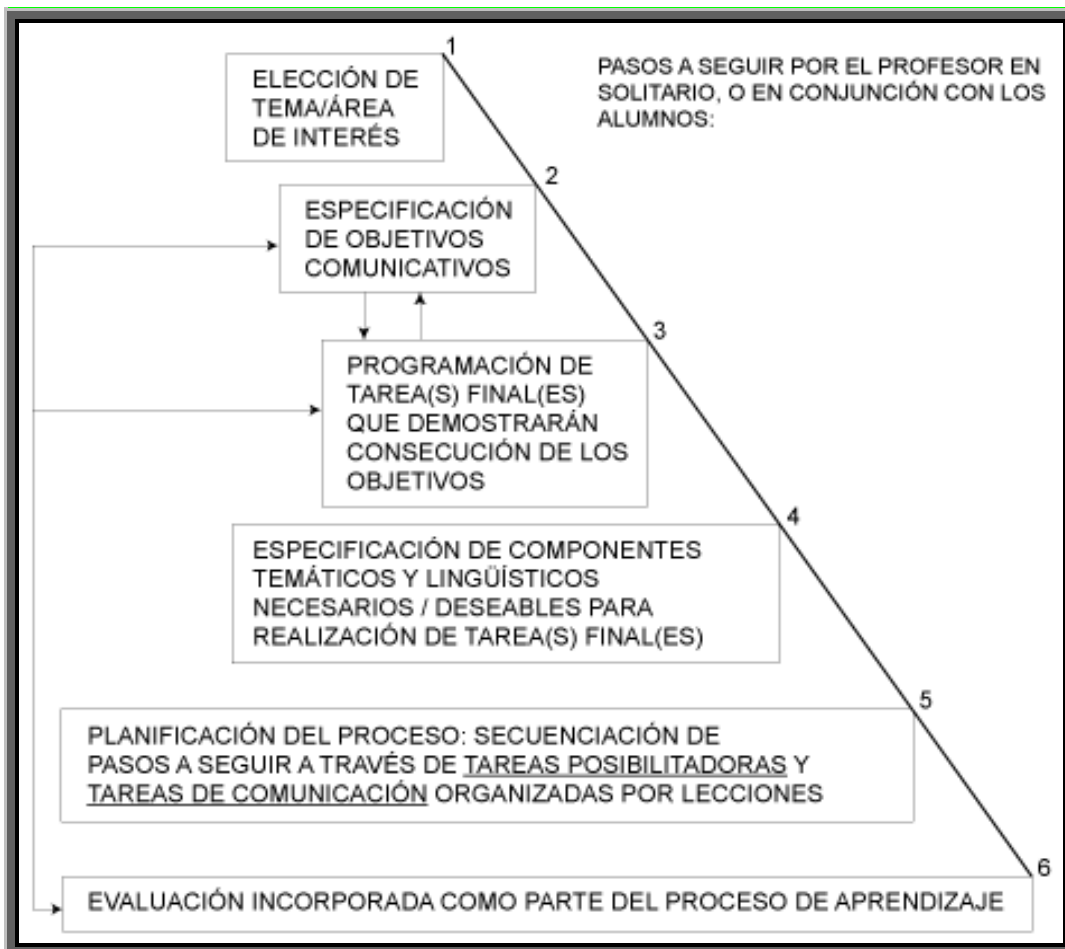 1
PASOS A SEGUIR POR EL PROFESOR EN
SOLITARIO, O EN CONJUNCIÓN CON LOS
ALUMNOS:
ELECCIÓN DE
TEMA/ÁREA
DE INTERÉS
2
ESPECIFICACIÓN
DE OBJETIVOS
COMUNICATIVOS
3
PROGRAMACIÓN DE
TAREA(S) FINAL(ES)
QUE DEMOSTRARÁN
CONSECUCIÓN DE LOS
OBJETIVOS
4
ESPECIFICACIÓN DE COMPONENTES
TEMÁTICOS Y LINGÜÍSTICOS
NECESARIOS / DESEABLES PARA
REALIZACIÓN DE TAREA(S) FINAL(ES)
5
PLANIFICACIÓN DEL PROCESO: SECUENCIACIÓN DE
PASOS A SEGUIR A TRAVÉS DE TAREAS POSIBILITADORAS Y
TAREAS DE COMUNICACIÓN ORGANIZADAS POR LECCIONES
6
EVALUACIÓN INCORPORADA COMO PARTE DEL PROCESO DE APRENDIZAJE